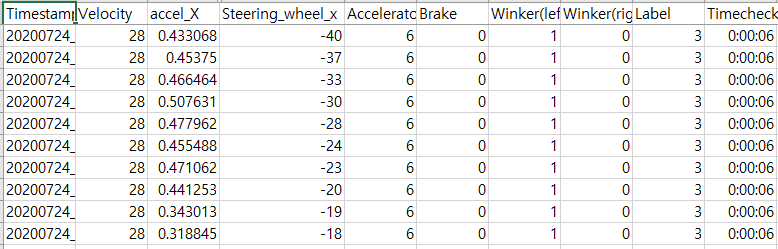 Timestamp Velocity accel_X Steering_wheel_x Accelerato Brake Winker(lef Winker(rig Label Timecheck
20200724_ 28 0.433068 -40 6 0 1 0 3 0:00:06
20200724_ 28 0.45375 -37 6 0 1 0 3 0:00:06
20200724_ 28 0.466464 -33 6 0 1 0 3 0:00:06
20200724_ 28 0.507631 -30 6 0 1 0 3 0:00:06
20200724_ 28 0.477962 -28 6 0 1 0 3 0:00:06
20200724_ 28 0.455488 -24 6 0 1 0 3 0:00:06
20200724_ 28 0.471062 -23 6 0 1 0 3 0:00:06
20200724_ 28 0.441253 -20 6 0 1 0 3 0:00:06
20200724_ 28 0.343013 -19 6 0 1 0 3 0:00:06
20200724_ 28 0.318845 -18 6 0 1 0 3 0:00:06